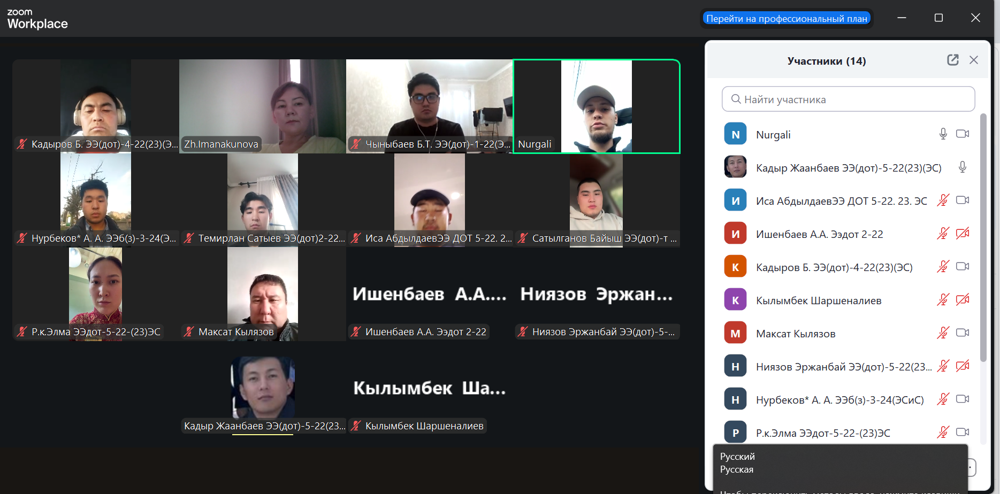 zoom
Workplace
Перейти на профессиональный план
Кадыров Б. ЭЭ(дот)-4-22(23)(Э...
Zh.Imanakunova
Чыныбаев Б.Т. ЭЭ(дот)-1-22(Э...
Nurgali
Нурбеков* А. А. ЭЭб(з)-3-24(Э...
Темирлан Сатыев ЭЭ(дот)2-22...
Иса АбдылдаевЭЭ ДОТ 5-22. 2...
Сатылганов Байыш ЭЭ(дот)-т ...
Р.к.Элма ЭЭдот-5-22-(23)ЭС
Максат Кылязов
Ишенбаев А.А....
Ишенбаев А.А. Ээдот 2-22
Ниязов Эржан...
Ниязов Эржанбай ЭЭ(дот)-5-...
Кадыр Жаанбаев ЭЭ(дот)-5-22(23...
Кылымбек Ша...
Кылымбек Шаршеналиев
Участники (14)
Найти участника
N Nurgali
Кадыр Жаанбаев ЭЭ(дот)-5-22(23)(ЭС)
И Иса АбдылдаевЭЭ ДОТ 5-22. 23. ЭС
И Ишенбаев А.А. Ээдот 2-22
К Кадыров Б. ЭЭ(дот)-4-22(23)(ЭС)
К Кылымбек Шаршеналиев
М Максат Кылязов
Н Ниязов Эржанбай ЭЭ(дот)-5-22(23...
Н Нурбеков* А. А. ЭЭб(з)-3-24(ЭСиС)
Р Р.к.Элма ЭЭдот-5-22-(23)ЭС
Русский
Русская